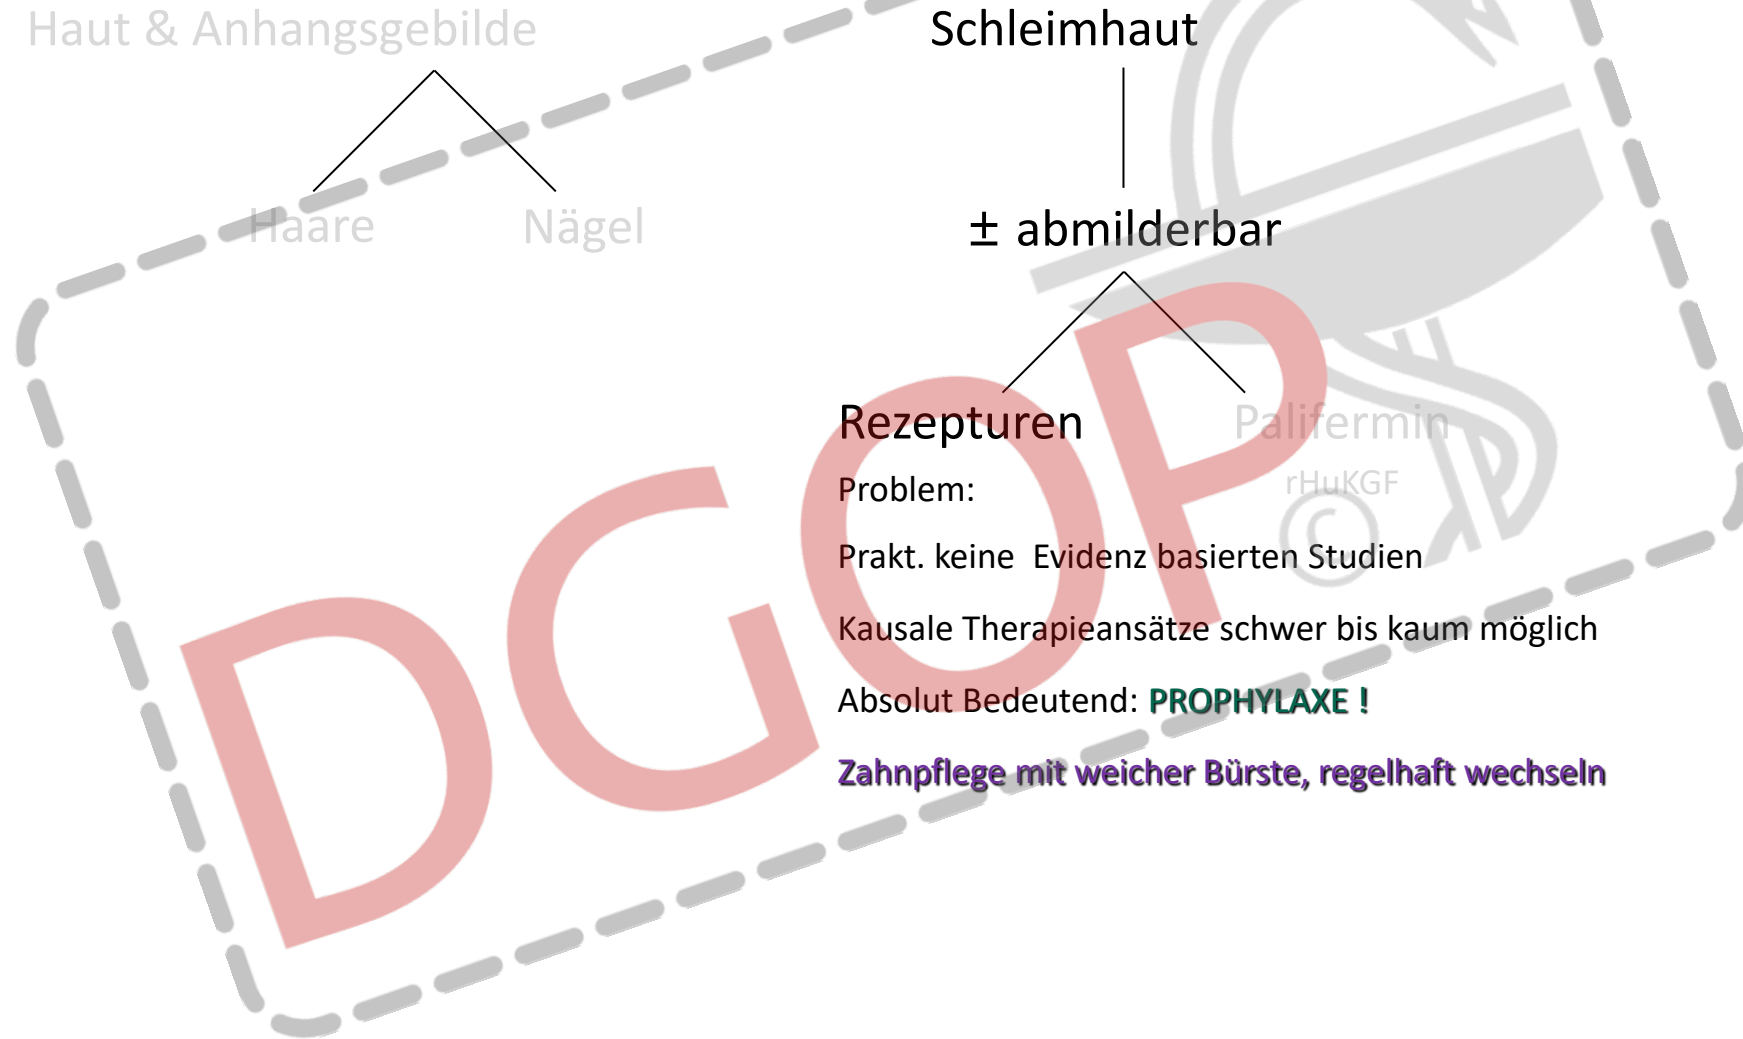 Haut & Anhangsgebilde
Schleimhaut
Haare
Nägel
± abmilderbar
Rezepturen
Palifermin
rHuKGF
Problem:
Prakt. keine  Evidenz basierten Studien
Kausale Therapieansätze schwer bis kaum möglich
Absolut Bedeutend: PROPHYLAXE !
Zahnpflege mit weicher Bürste, regelhaft wechseln
DGOP
©